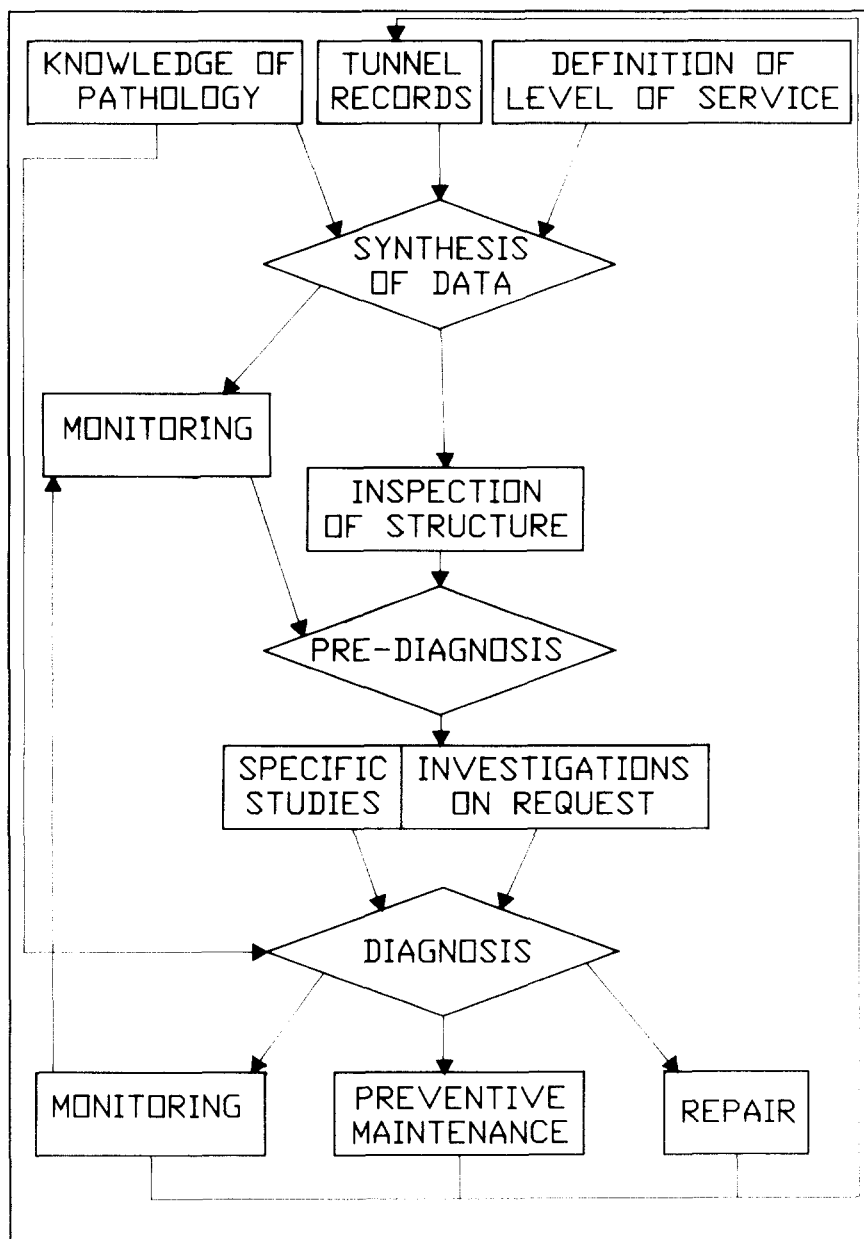 KNOWLEDGE OF
PATHOLOGY
TUNNEL
RECORDS
DEFINITION OF
LEVEL OF SERVICE
SYNTHESIS
OF DATA
MONITORING
INSPECTION
OF STRUCTURE
PRE-DIAGNOSIS
SPECIFIC
STUDIES
INVESTIGATIONS
ON REQUEST
DIAGNOSIS
MONITORING
PREVENTIVE
MAINTENANCE
REPAIR